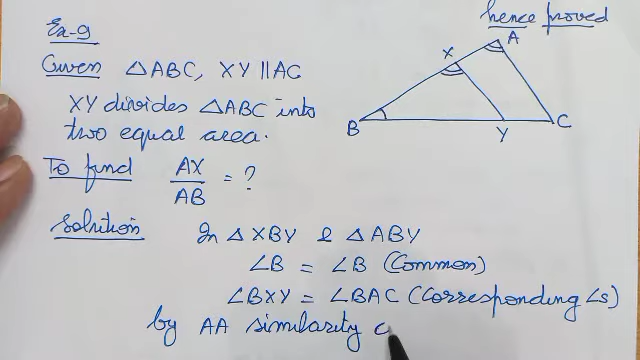 hence proved
Ex-9
Given △ABC, XY ∥ AC
XY divides △ABC into
two equal area.
To find AX/AB = ?
A
X
B
Y
C
Solution In △XBY & △ABY
∠B = ∠B (Common)
∠BXY = ∠BAC (Corresponding ∠s)
by AA similarity c